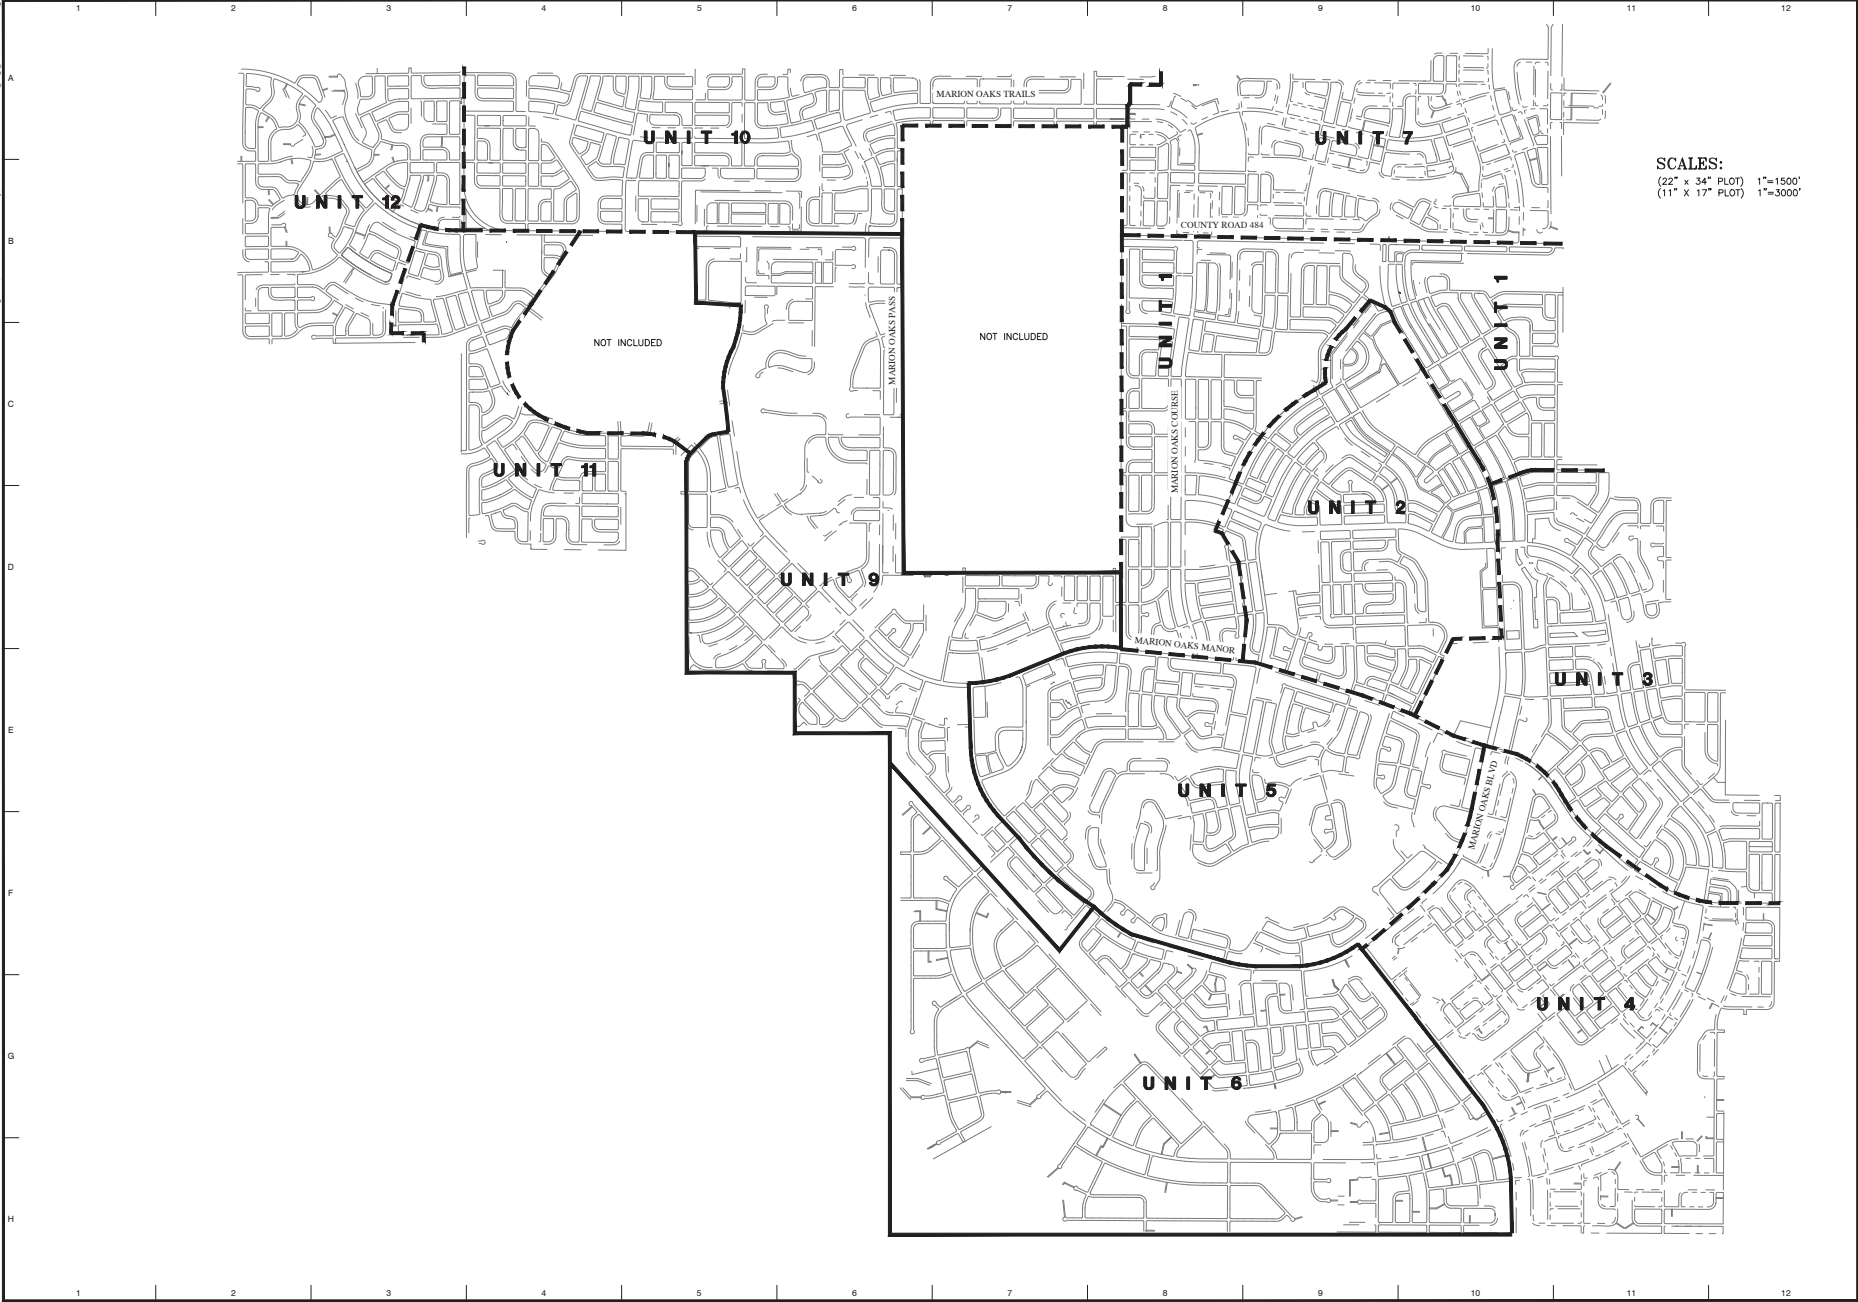 1 2 3 4 5 6 7 8 9 10 11 12
A
MARION OAKS TRAILS
UNIT 10
UNIT 7
SCALES:
(22" x 34" PLOT) 1"=1500'
(11" X 17" PLOT) 1"=3000'
UNIT 12
COUNTY ROAD 484
B
UNIT 1
UNIT 1
MARION OAKS PASS
NOT INCLUDED
NOT INCLUDED
C
MARION OAKS COURSE
UNIT 11
UNIT 2
D
UNIT 9
MARION OAKS MANOR
UNIT 3
E
UNIT 5
MARION OAKS BLVD
F
UNIT 4
G
UNIT 6
H
1 2 3 4 5 6 7 8 9 10 11 12